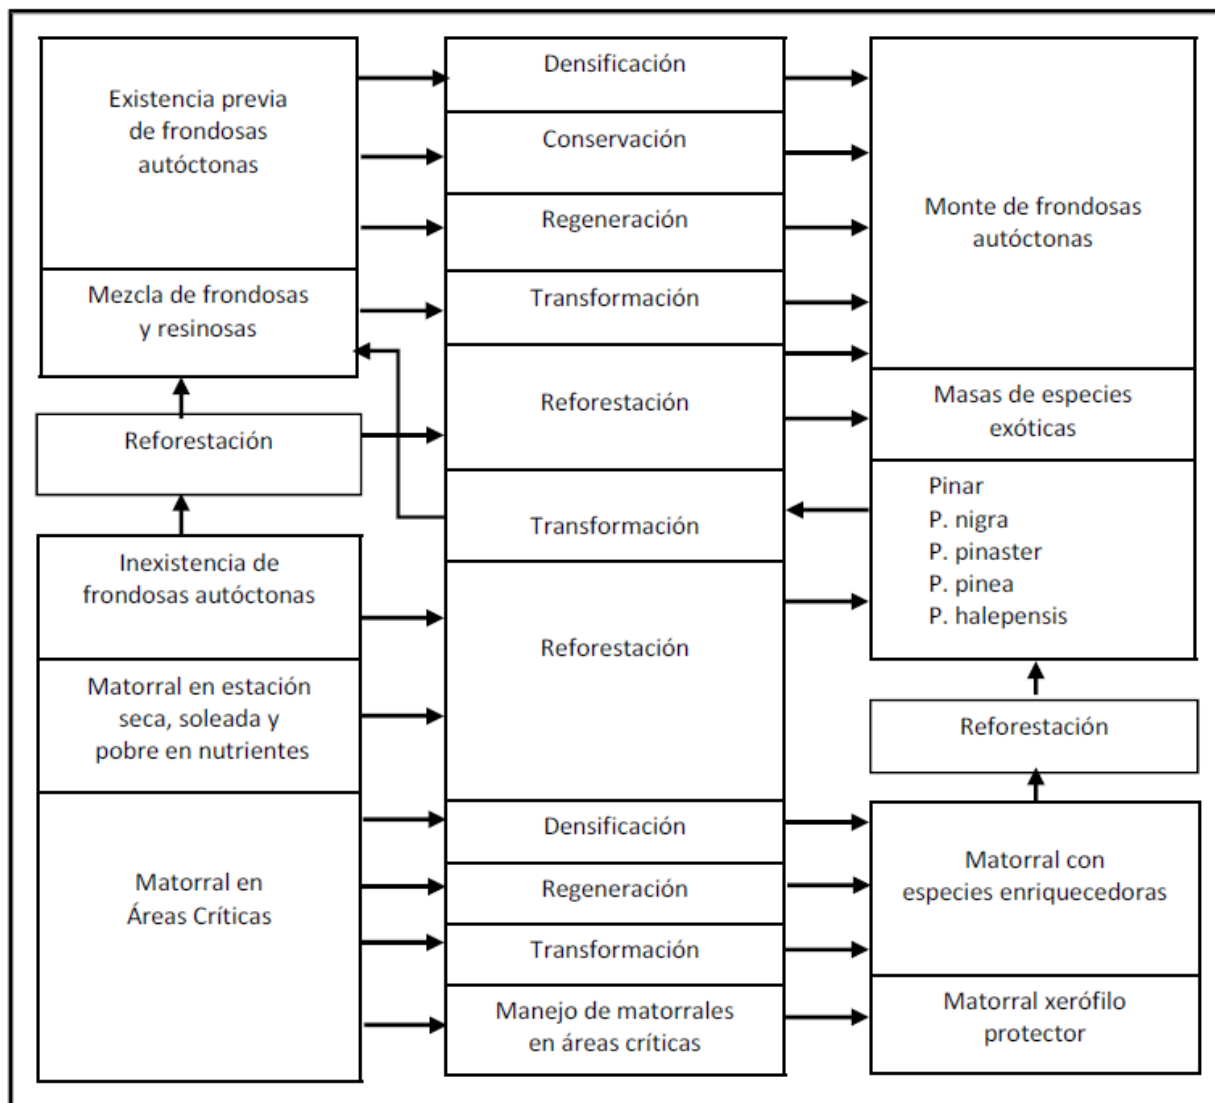 Existencia previa
de frondosas
autóctonas
Mezcla de frondosas
y resinosas
Reforestación
Inexistencia de
frondosas autóctonas
Matorral en estación
seca, soleada y
pobre en nutrientes
Matorral en
Áreas Críticas
Densificación
Conservación
Regeneración
Transformación
Reforestación
Transformación
Reforestación
Densificación
Regeneración
Transformación
Manejo de matorrales
en áreas críticas
Monte de frondosas
autóctonas
Masas de especies
exóticas
Pinar
P. nigra
P. pinaster
P. pinea
P. halepensis
Reforestación
Matorral con
especies enriquecedoras
Matorral xerófilo
protector